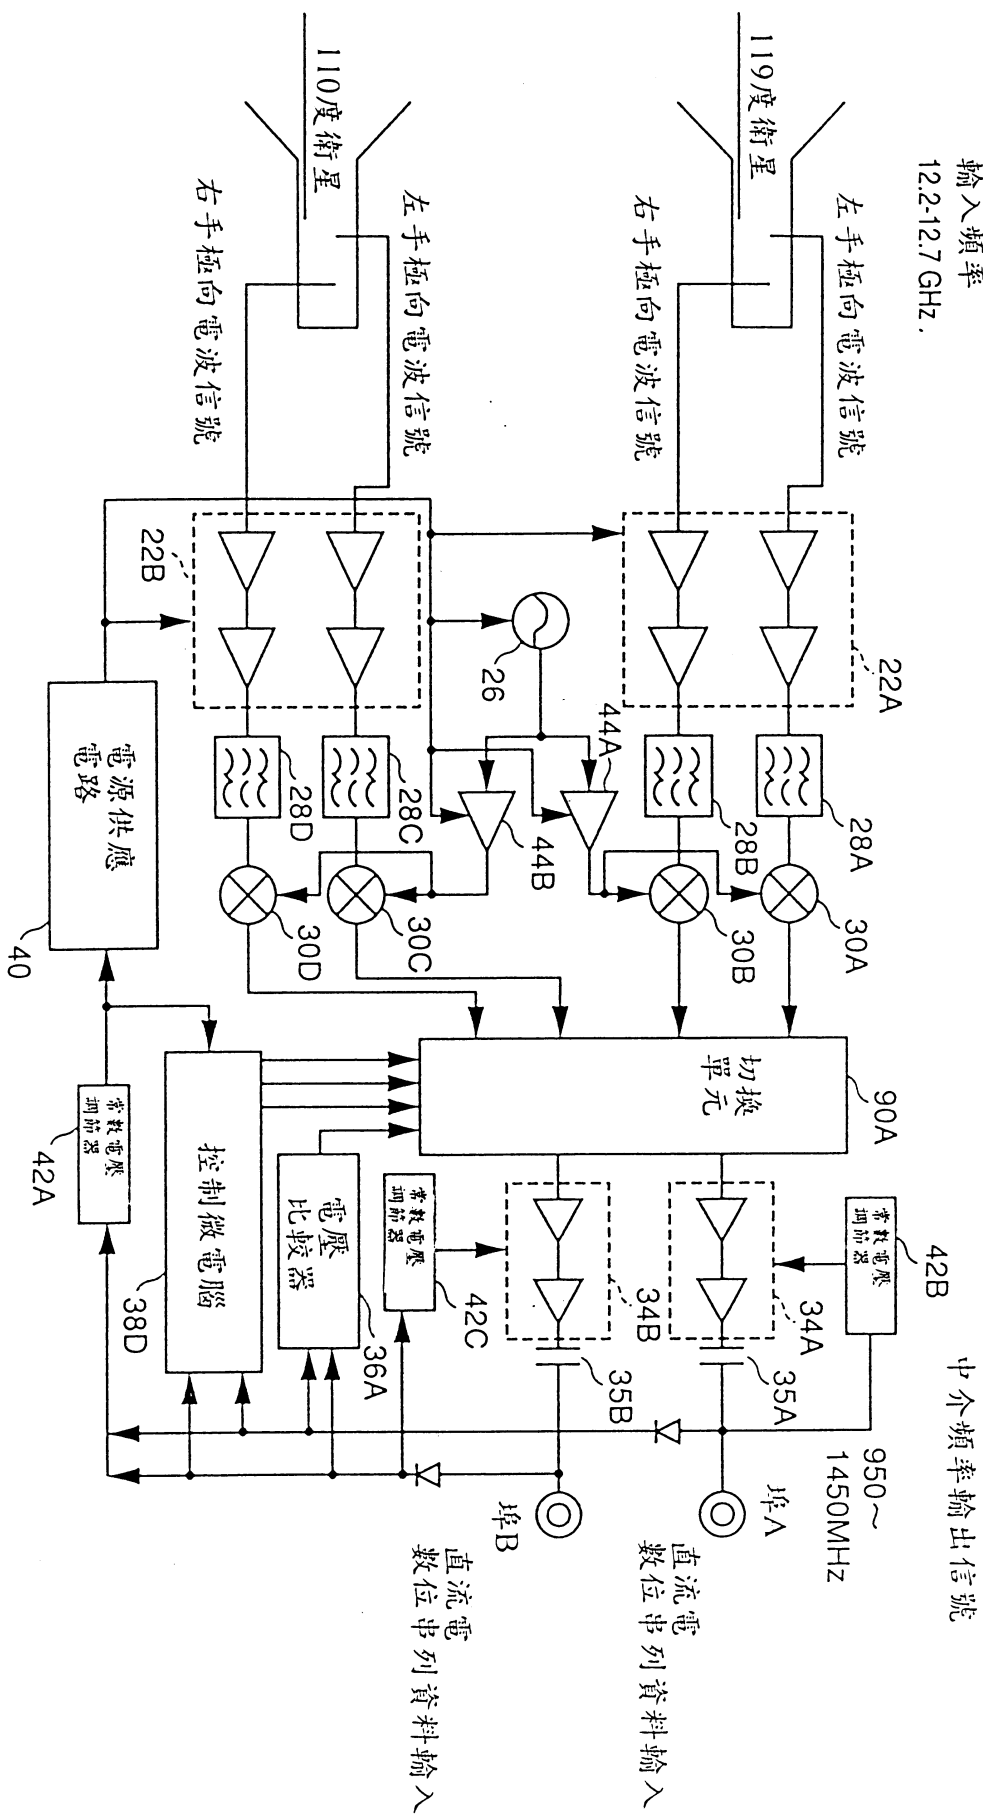 輸入頻率
12.2-12.7 GHz.
中介頻率輸出信號
950～
1450MHz
119度衛星
左手極向電波信號
右手極向電波信號
22A
28A
30A
28B
30B
44A
90A
切換
單元
常數電壓
調節器
42B
34A
35A
埠A
直流電
數位串列資料輸入
110度衛星
左手極向電波信號
右手極向電波信號
22B
26
44B
28C
30C
28D
30D
34B
35B
埠B
直流電
數位串列資料輸入
常數電壓
調節器
42C
電壓
比較器
36A
控制微電腦
38D
電源供應
電路
40
常數電壓
調節器
42A